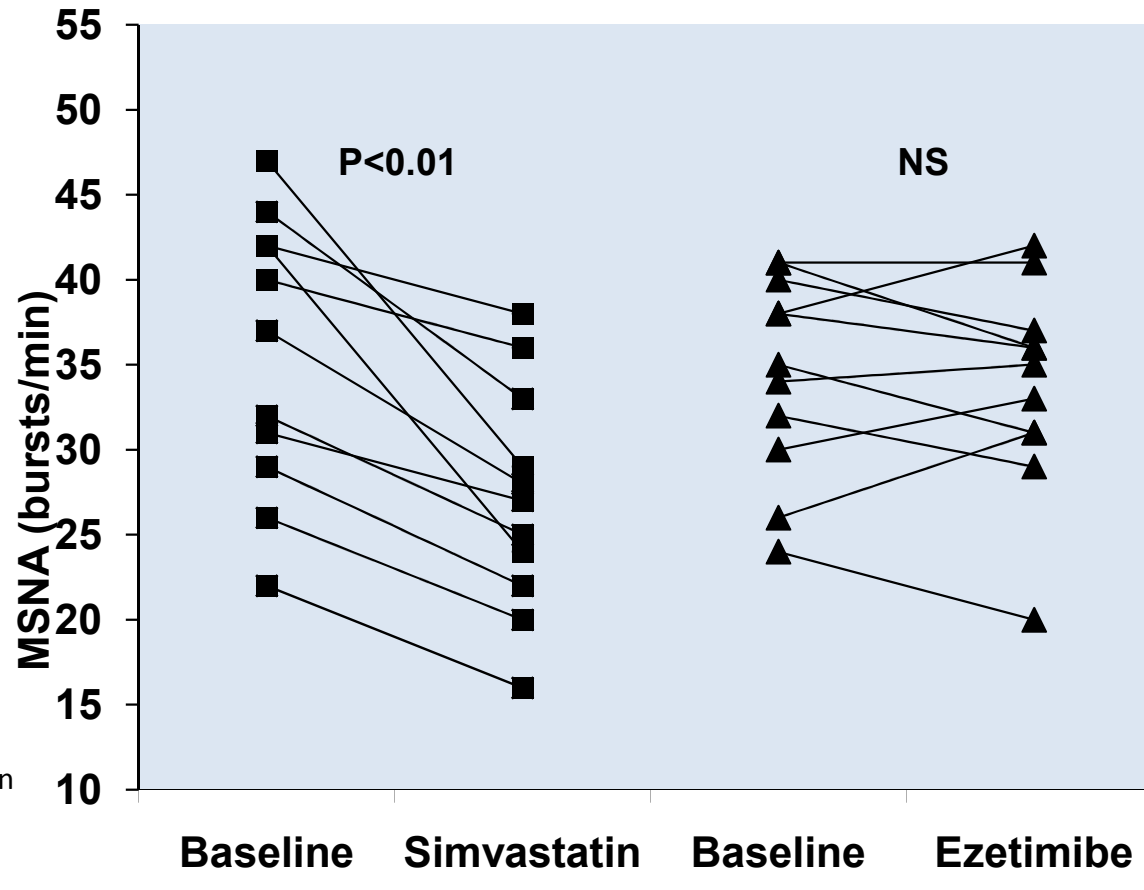 MSNA (bursts/min)
55
50
45
40
35
30
25
20
15
10
P<0.01
NS
n
Baseline
Simvastatin
Baseline
Ezetimibe